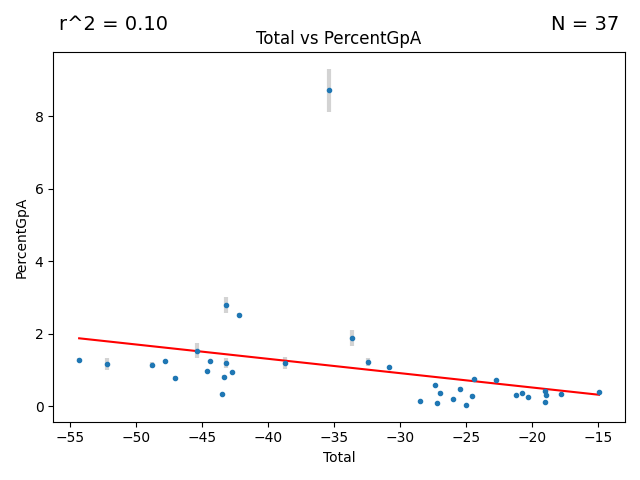 r^2 = 0.10
N = 37
Total vs PercentGpA
PercentGpA
8
6
4
2
0
−55 −50 −45 −40 −35 −30 −25 −20 −15
Total